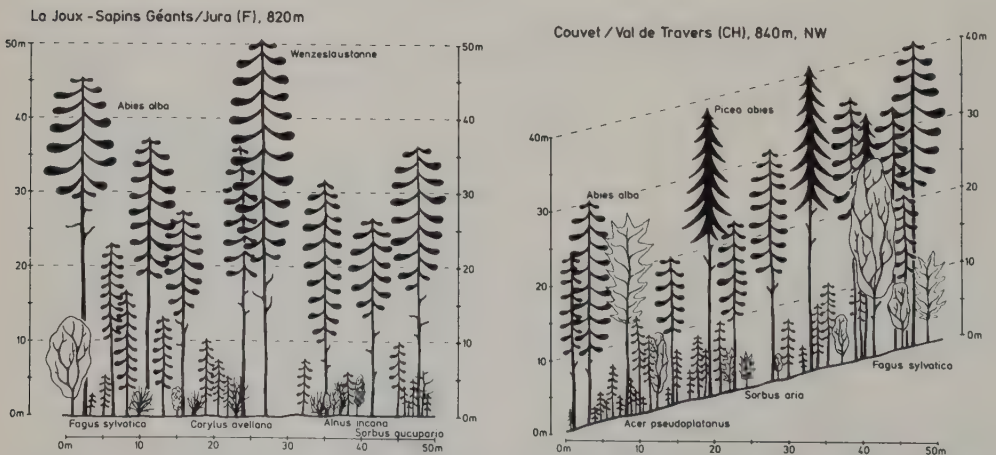 La Joux - Sapins Géants/Jura (F), 820m
50m
50m
Wenzeslaustanne
Abies alba
40
40
30
30
20
20
10
10
0m
0m
Fagus sylvatica
Corylus avellana
Alnus incana
Sorbus aucuparia
0m
10
20
30
40
50m
Couvet / Val de Travers (CH), 840m, NW
40m
Picea abies
30
40m
Abies alba
20
30
10
20
0m
10
Fagus sylvatica
Sorbus aria
0m
Acer pseudoplatanus
0m
10
20
30
40
50m